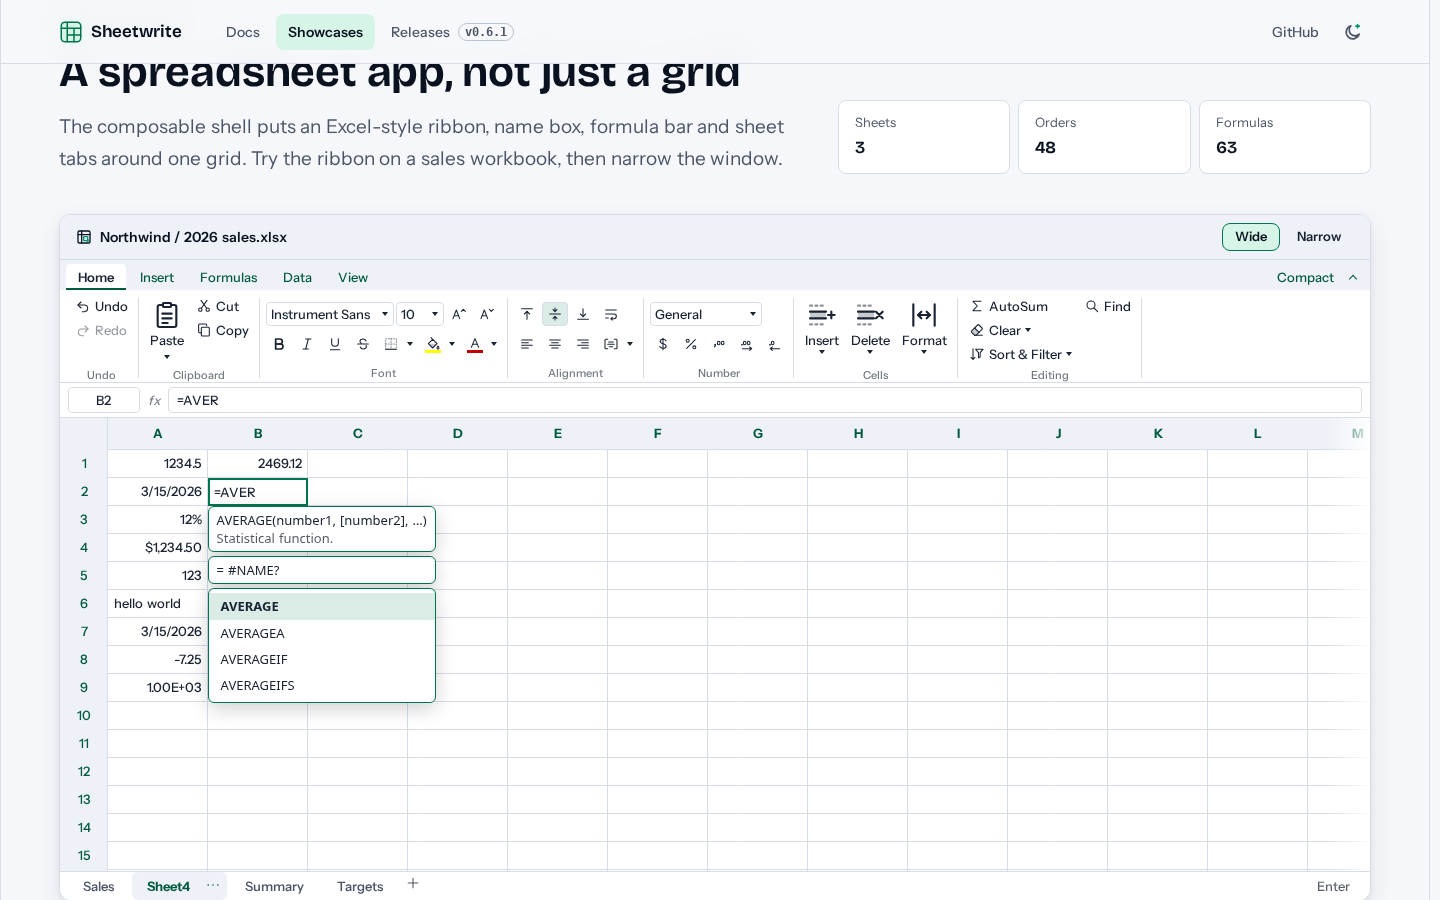 Sheetwrite
Docs
Showcases
Releases v0.6.1
GitHub
A spreadsheet app, not just a grid
The composable shell puts an Excel-style ribbon, name box, formula bar and sheet
tabs around one grid. Try the ribbon on a sales workbook, then narrow the window.
Sheets
3
Orders
48
Formulas
63
Northwind / 2026 sales.xlsx
Wide
Narrow
Home
Insert
Formulas
Data
View
Compact
Undo
Redo
Undo
Paste
Cut
Copy
Clipboard
Instrument Sans
10
B I U S A
Font
Alignment
General
$ %
Number
Insert
Delete
Format
Cells
AutoSum
Clear
Sort & Filter
Find
Editing
B2
fx
=AVER
A B C D E F G H I J K L M
1 1234.5 2469.12
2 3/15/2026 =AVER
3 12%
4 $1,234.50
5 123
6 hello world
7 3/15/2026
8 -7.25
9 1.00E+03
10
11
12
13
14
15
AVERAGE(number1, [number2], ...)
Statistical function.
= #NAME?
AVERAGE
AVERAGEA
AVERAGEIF
AVERAGEIFS
Sales
Sheet4
Summary
Targets
Enter